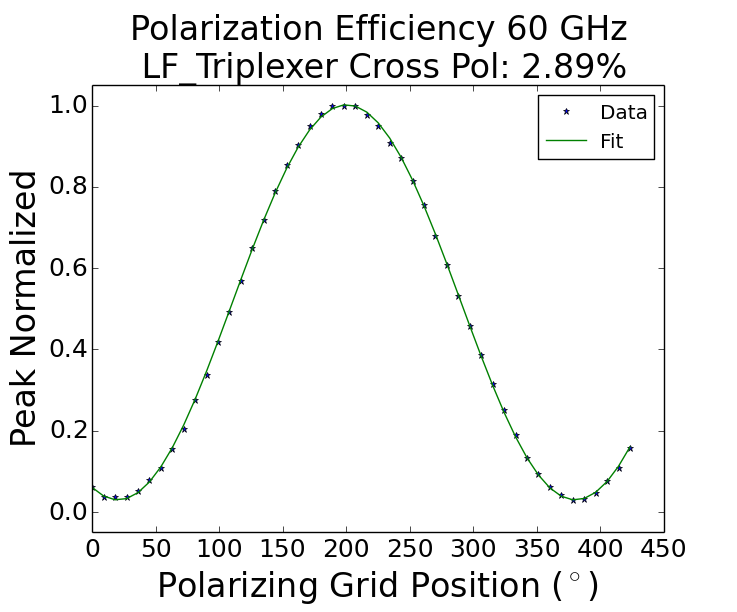 Polarization Efficiency 60 GHz
LF_Triplexer Cross Pol: 2.89%
Data
Fit
Peak Normalized
1.0
0.8
0.6
0.4
0.2
0.0
0 50 100 150 200 250 300 350 400 450
Polarizing Grid Position (°)